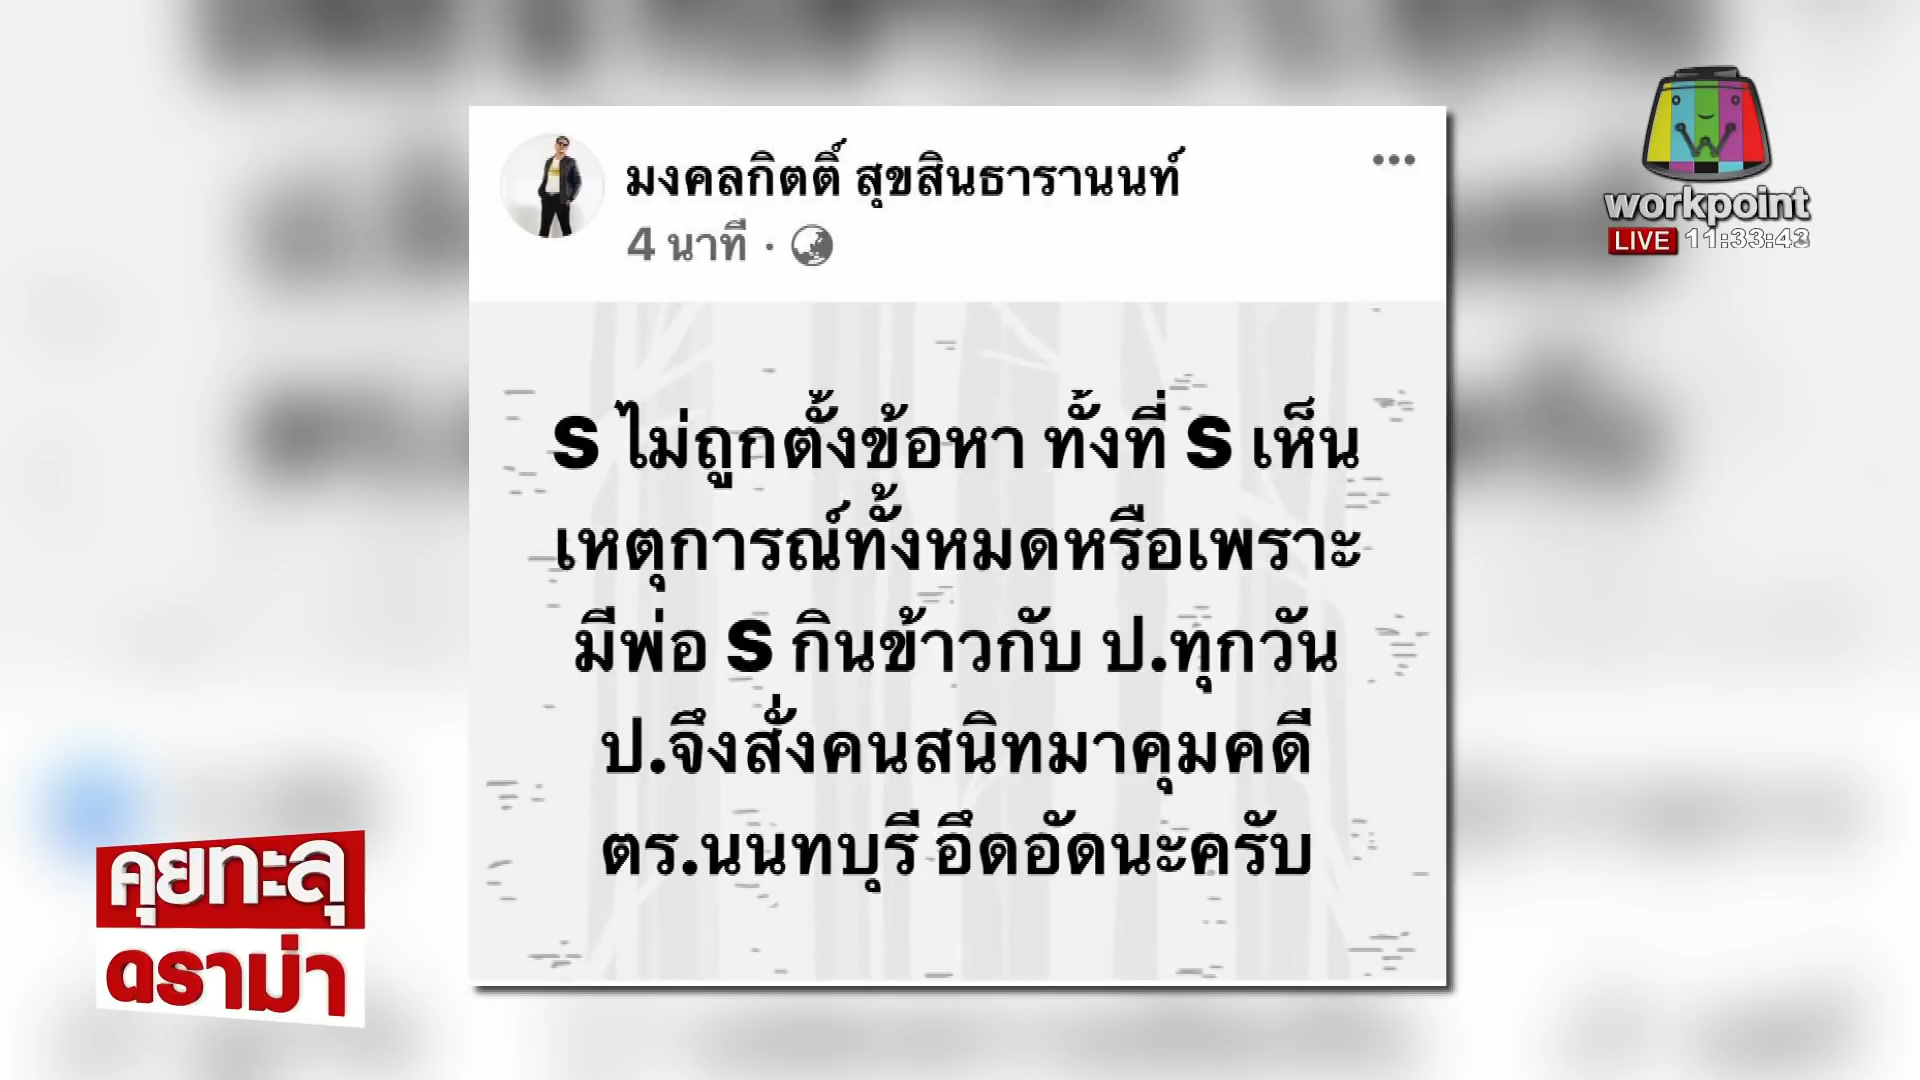 มงคลกิตติ์ สุขสินธารานนท์
4 นาที ·
S ไม่ถูกตั้งข้อหา ทั้งที่ S เห็น
เหตุการณ์ทั้งหมดหรือเพราะ
มีพ่อ S กินข้าวกับ ป.ทุกวัน
ป.จึงสั่งคนสนิทมาคุมคดี
ตร.นนทบุรี อึดอัดนะครับ
workpoint
LIVE 11:33:43
คุยทะลุ
ดราม่า